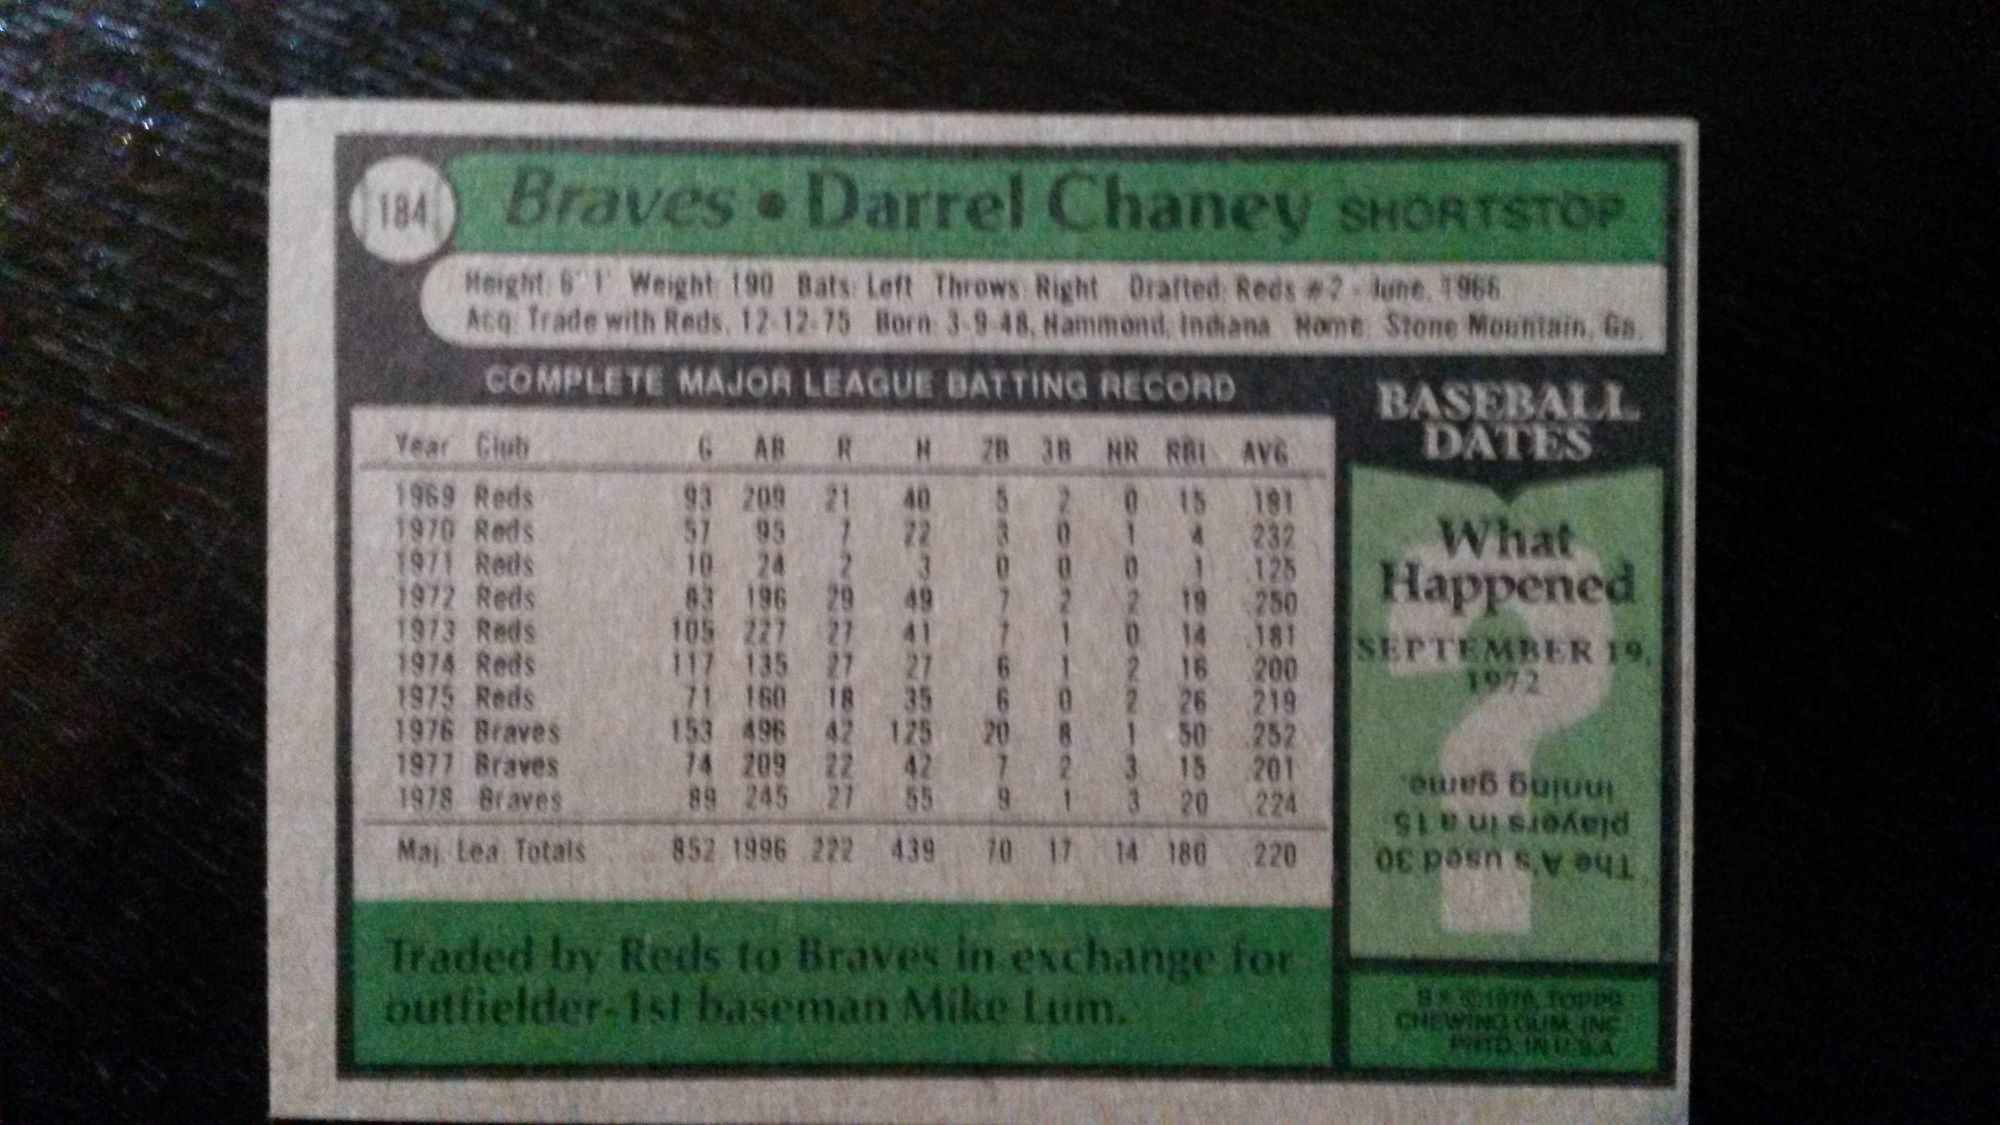 184 Braves • Darrel Chaney SHORTSTOP
Height: 6' 1" Weight: 190 Bats: Left Throws: Right Drafted: Reds #2 - June, 1966
Acq: Trade with Reds, 12-12-75 Born: 3-9-48, Hammond, Indiana Home: Stone Mountain, Ga.
COMPLETE MAJOR LEAGUE BATTING RECORD
Year Club G AB R H 2B 3B HR RBI AVG
1969 Reds 93 209 21 40 5 2 0 15 .191
1970 Reds 57 95 7 22 3 0 1 4 .232
1971 Reds 10 24 2 3 0 0 0 1 .125
1972 Reds 83 196 29 49 7 2 2 19 .250
1973 Reds 105 227 27 41 7 1 0 14 .181
1974 Reds 117 135 27 27 6 1 2 16 .200
1975 Reds 71 160 18 35 6 0 2 26 .219
1976 Braves 153 496 42 125 20 8 1 50 .252
1977 Braves 74 209 22 42 7 2 3 15 .201
1978 Braves 89 245 27 55 9 1 3 20 .224
Maj. Lea. Totals 852 1996 222 439 70 17 14 180 .220
Traded by Reds to Braves in exchange for
outfielder-1st baseman Mike Lum.
BASEBALL
DATES
What
Happened
SEPTEMBER 19,
1972
?
The A's used 30
players in a 15
inning game.
© TOPPS
CHEWING GUM, INC.
PRTD. IN U.S.A.